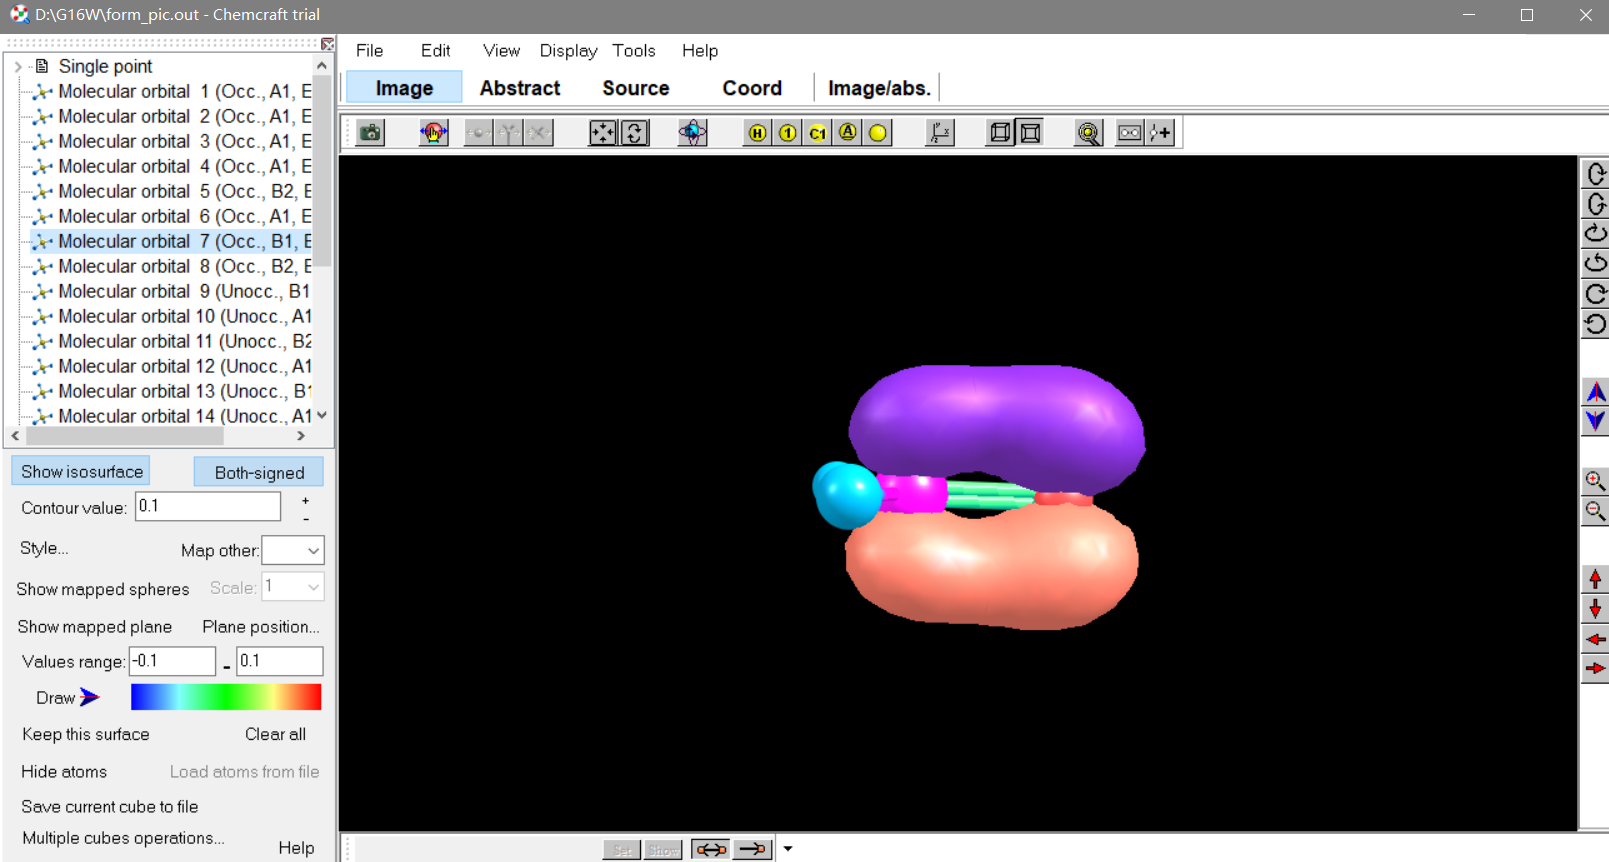 D:\G16W\form_pic.out - Chemcraft trial
File Edit View Display Tools Help
Image Abstract Source Coord Image/abs.
Single point
Molecular orbital 1 (Occ., A1, E
Molecular orbital 2 (Occ., A1, E
Molecular orbital 3 (Occ., A1, E
Molecular orbital 4 (Occ., A1, E
Molecular orbital 5 (Occ., B2, E
Molecular orbital 6 (Occ., A1, E
Molecular orbital 7 (Occ., B1, E
Molecular orbital 8 (Occ., B2, E
Molecular orbital 9 (Unocc., B1
Molecular orbital 10 (Unocc., A1
Molecular orbital 11 (Unocc., B2
Molecular orbital 12 (Unocc., A1
Molecular orbital 13 (Unocc., B1
Molecular orbital 14 (Unocc., A1
H 1 C1 A
Show isosurface Both-signed
Contour value: 0.1 + -
Style... Map other:
Show mapped spheres Scale: 1
Show mapped plane Plane position...
Values range: -0.1 - 0.1
Draw
Keep this surface Clear all
Hide atoms Load atoms from file
Save current cube to file
Multiple cubes operations...
Help
Set Show